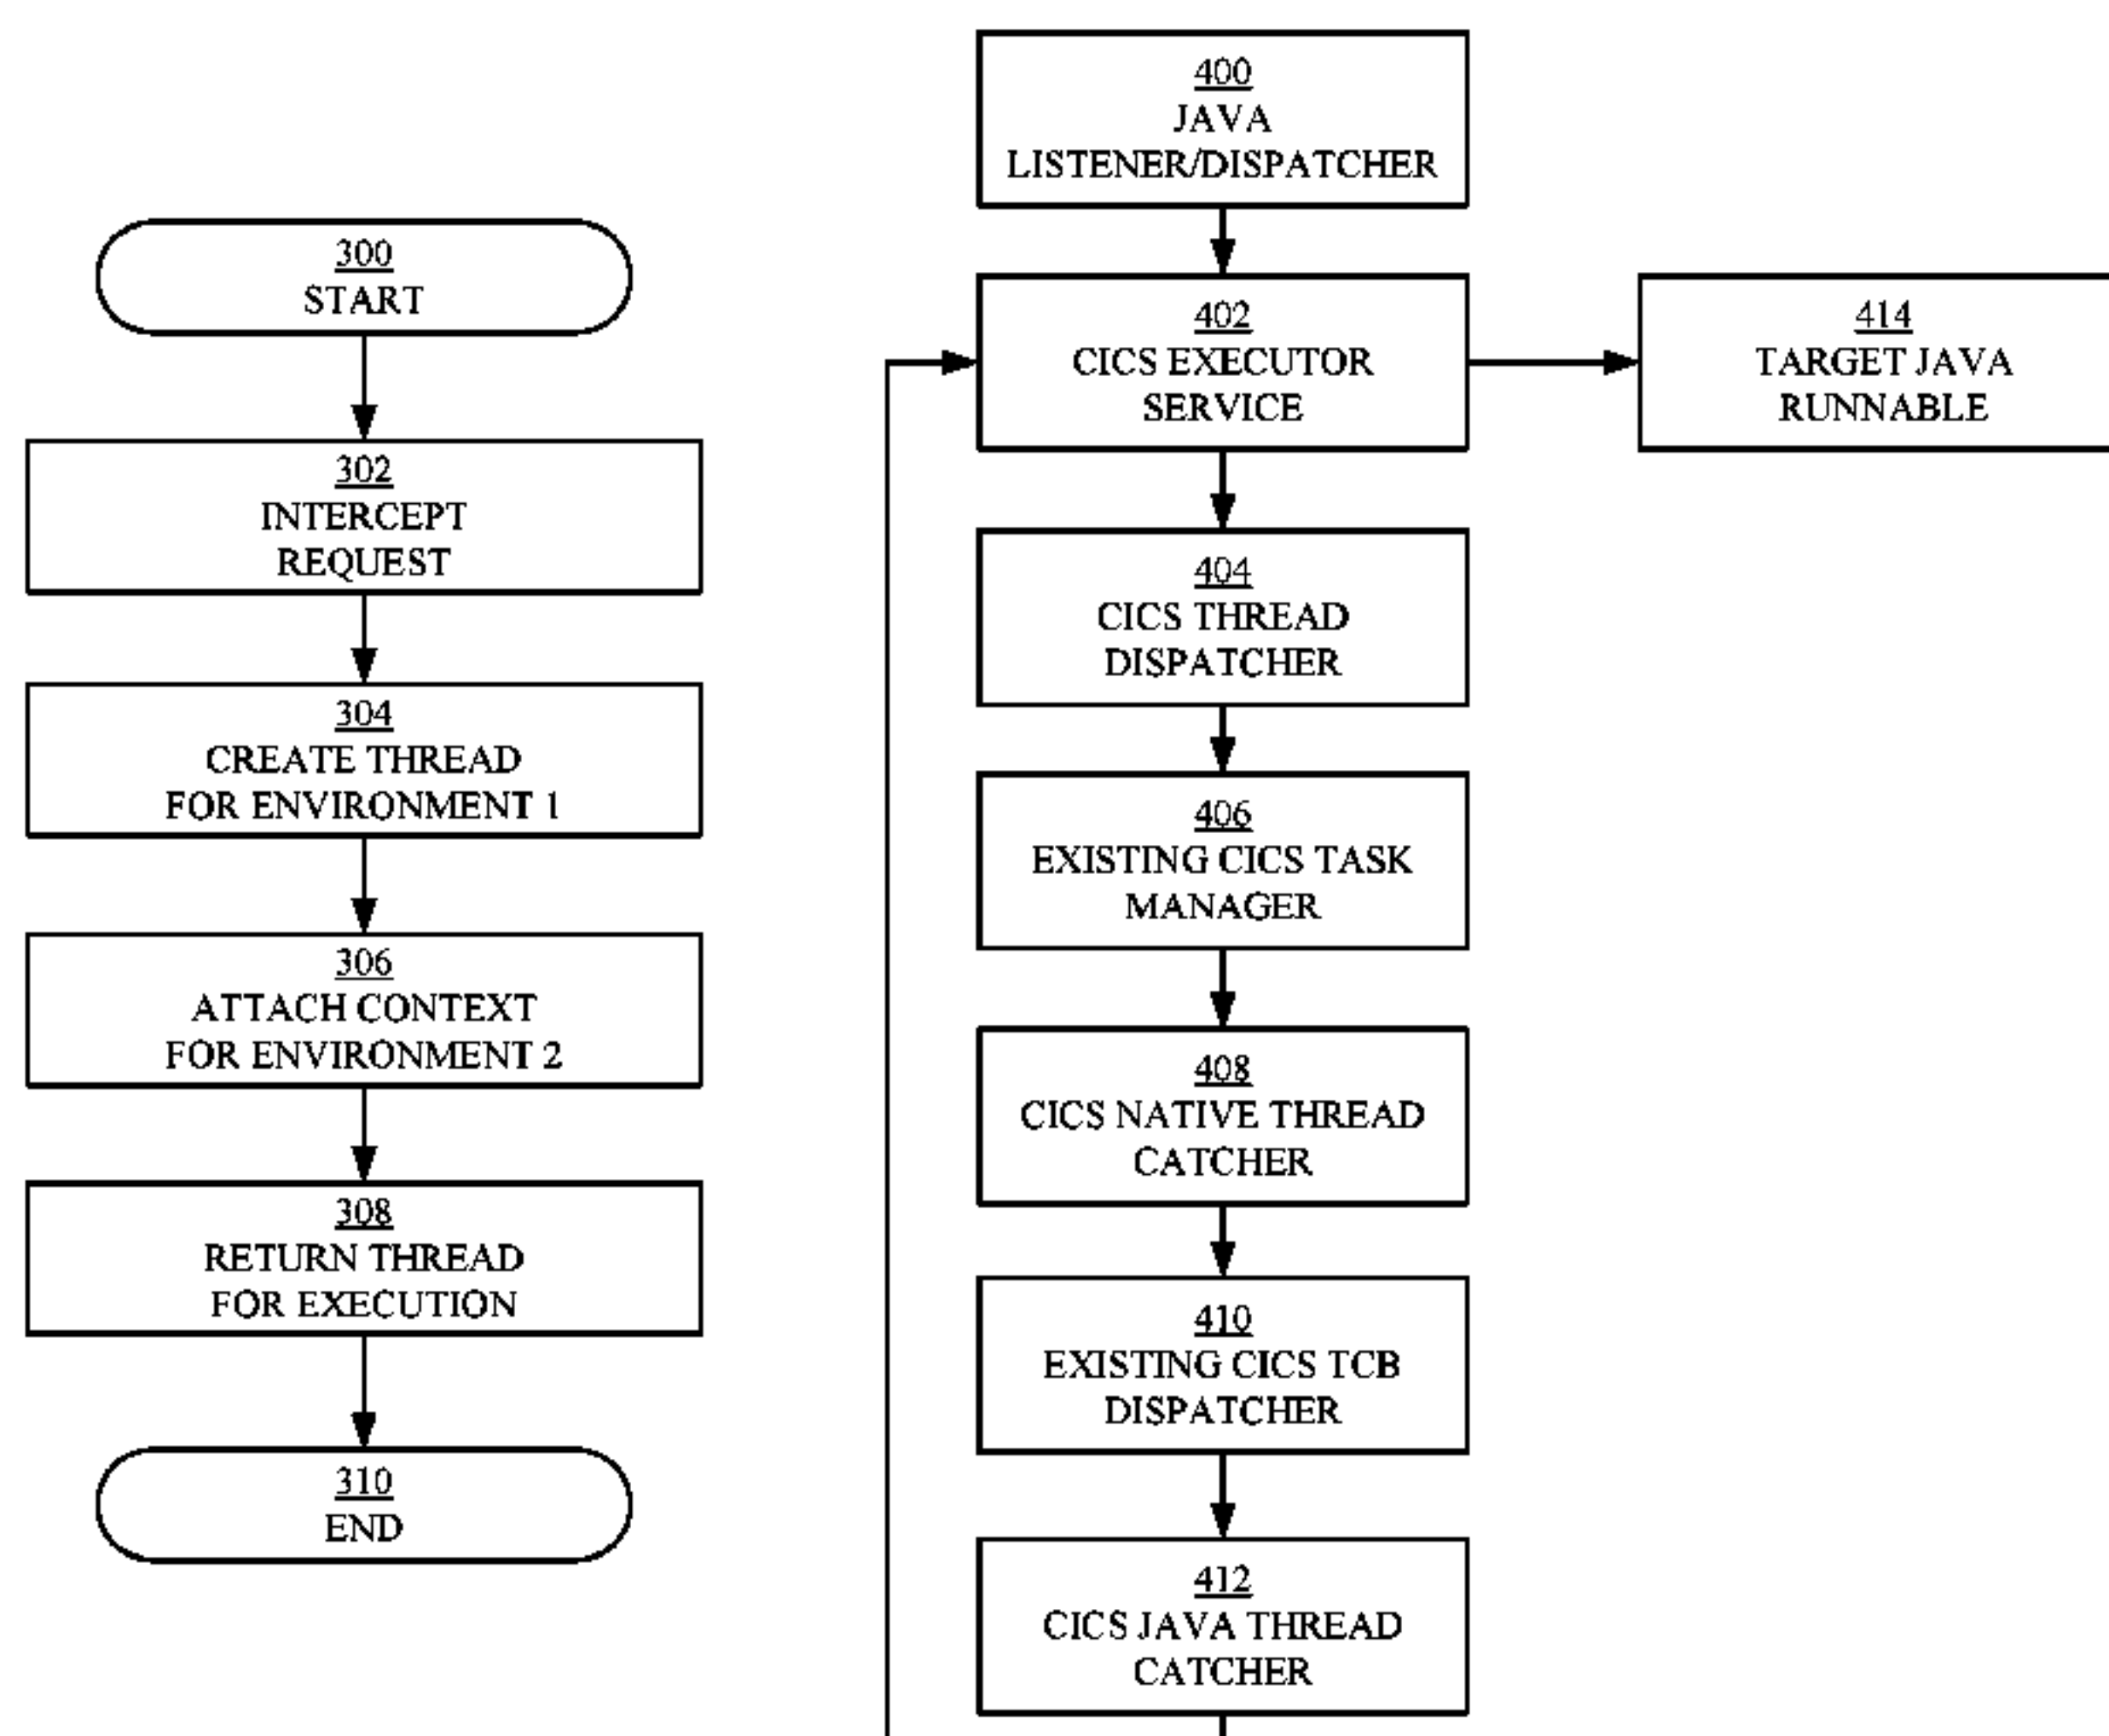 300
START
302
INTERCEPT
REQUEST
304
CREATE THREAD
FOR ENVIRONMENT 1
306
ATTACH CONTEXT
FOR ENVIRONMENT 2
308
RETURN THREAD
FOR EXECUTION
310
END
400
JAVA
LISTENER/DISPATCHER
402
CICS EXECUTOR
SERVICE
414
TARGET JAVA
RUNNABLE
404
CICS THREAD
DISPATCHER
406
EXISTING CICS TASK
MANAGER
408
CICS NATIVE THREAD
CATCHER
410
EXISTING CICS TCB
DISPATCHER
412
CICS JAVA THREAD
CATCHER